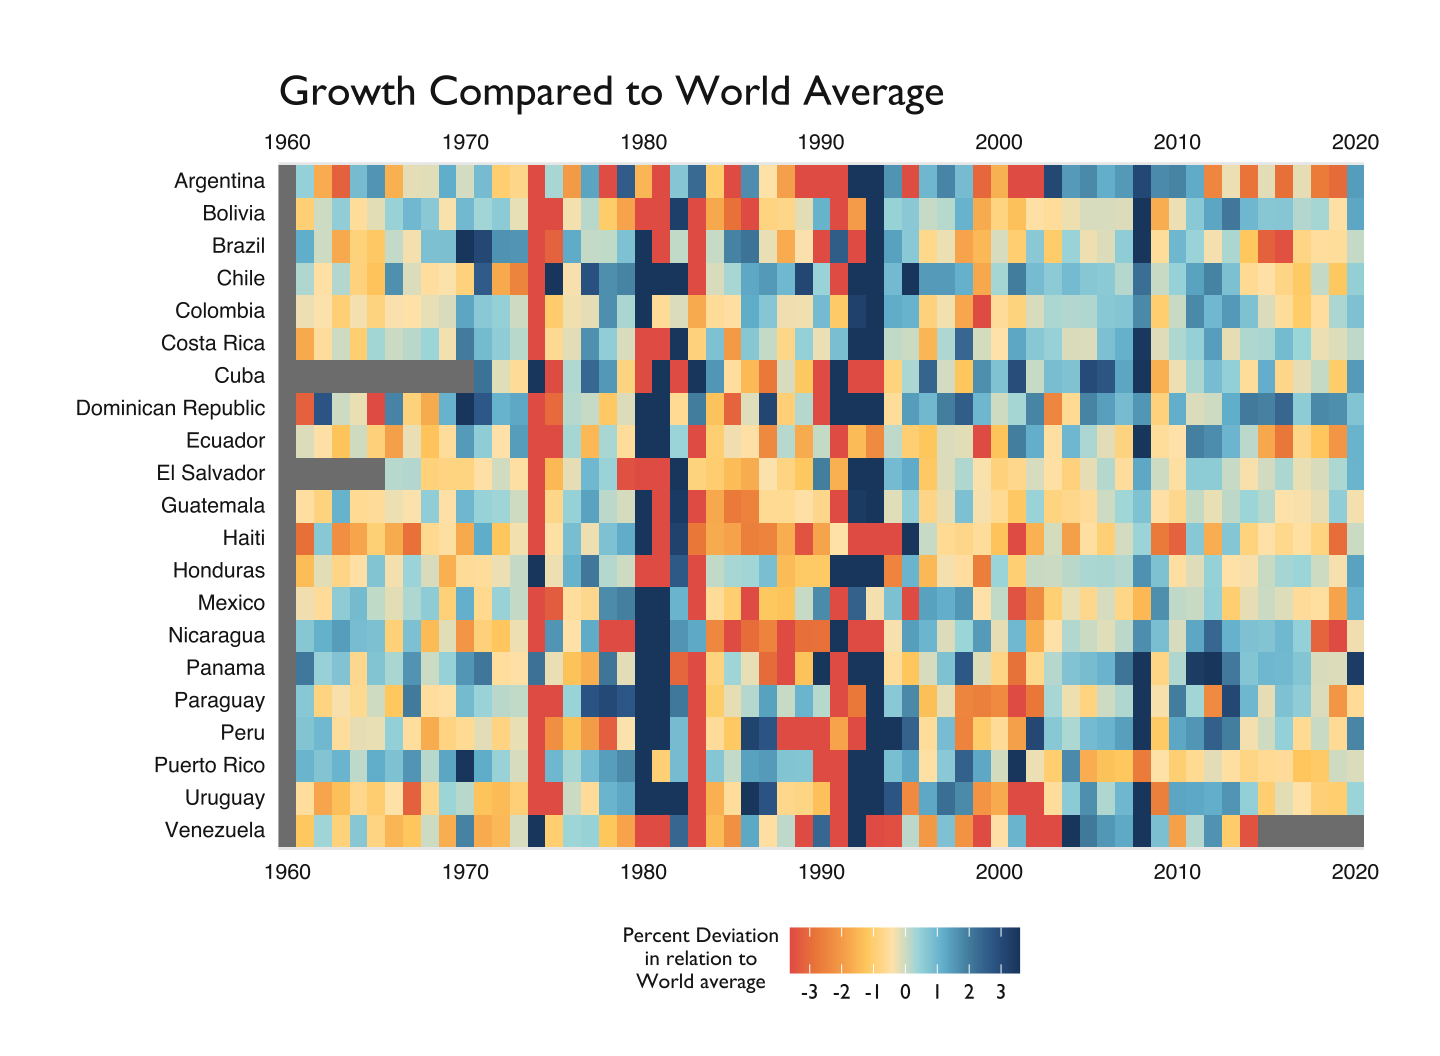 Growth Compared to World Average
1960 1970 1980 1990 2000 2010 2020
Argentina
Bolivia
Brazil
Chile
Colombia
Costa Rica
Cuba
Dominican Republic
Ecuador
El Salvador
Guatemala
Haiti
Honduras
Mexico
Nicaragua
Panama
Paraguay
Peru
Puerto Rico
Uruguay
Venezuela
1960 1970 1980 1990 2000 2010 2020
Percent Deviation
in relation to
World average
-3 -2 -1 0 1 2 3